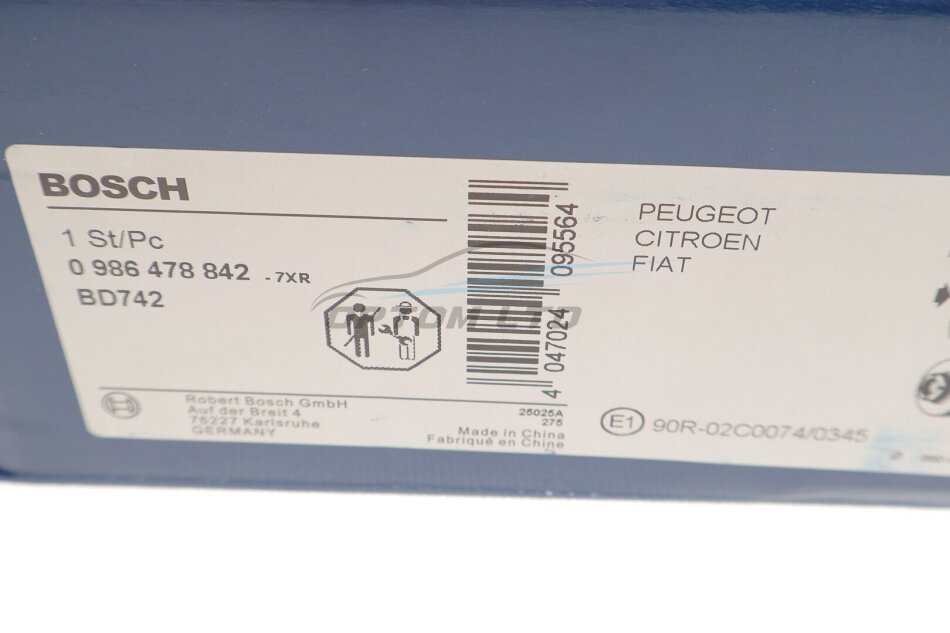 BOSCH
1 St/Pc
0 986 478 842 - 7XR
BD742
4 047024 095564
PEUGEOT
CITROEN
FIAT
OPTOM LTD
Robert Bosch GmbH
Auf der Breit 4
76227 Karlsruhe
GERMANY
25025A
275
Made in China
Fabriqué en Chine
E1 90R-02C0074/0345